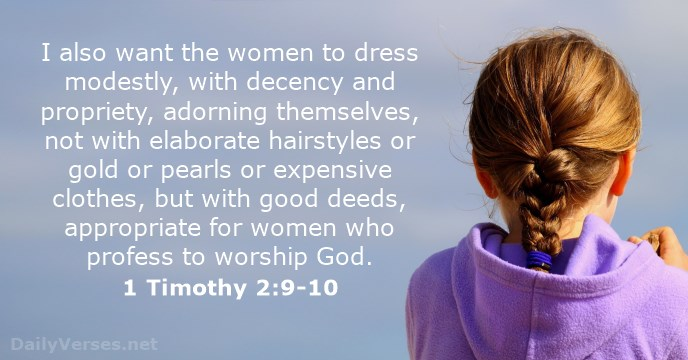 I also want the women to dress
modestly, with decency and
propriety, adorning themselves,
not with elaborate hairstyles or
gold or pearls or expensive
clothes, but with good deeds,
appropriate for women who
profess to worship God.
1 Timothy 2:9-10
DailyVerses.net